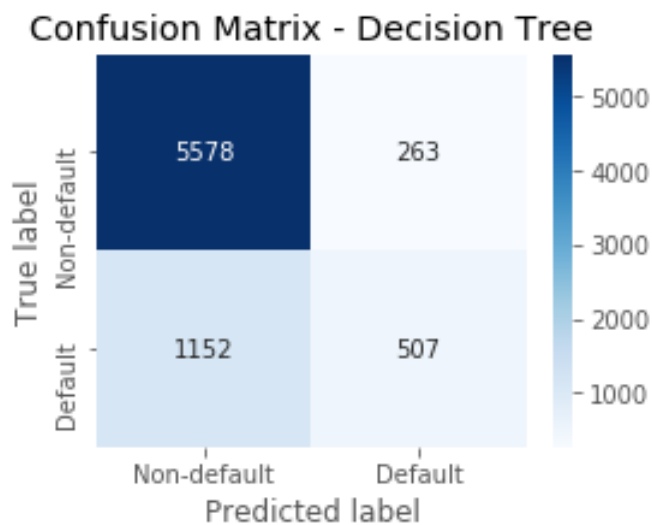 Confusion Matrix - Decision Tree
True label
Non-default
Default
5578 263
1152 507
5000
4000
3000
2000
1000
Non-default Default
Predicted label